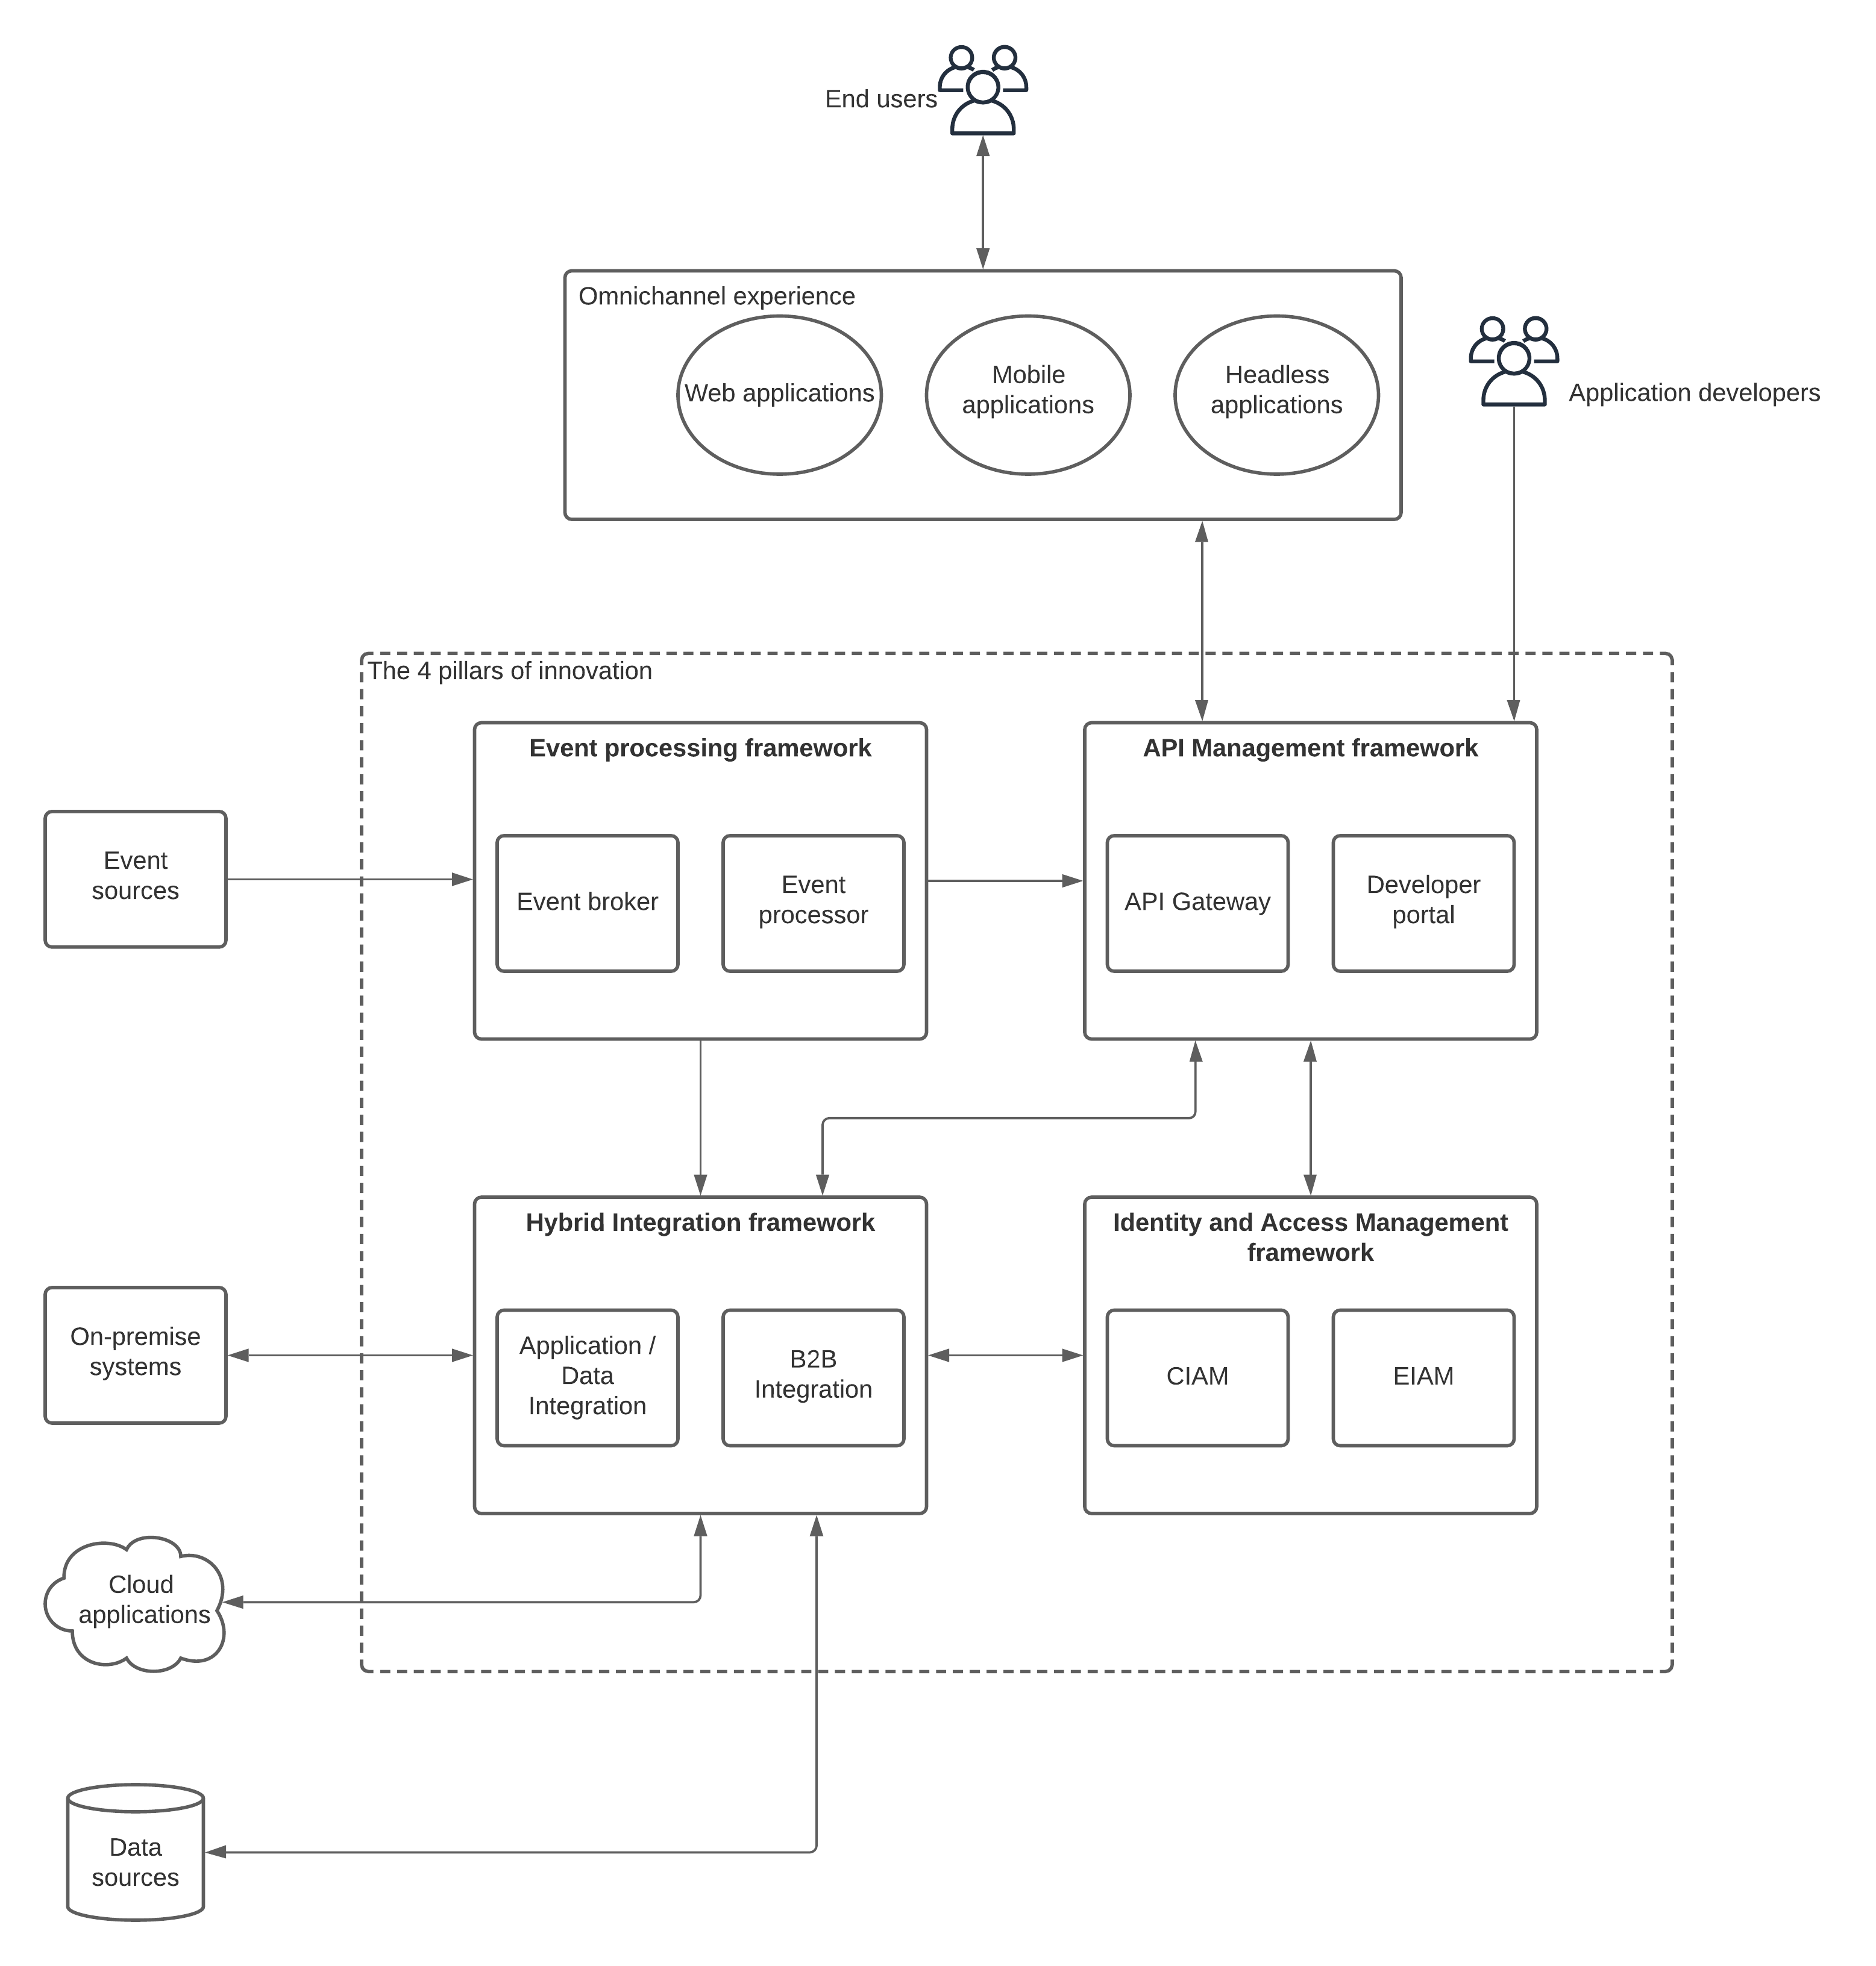 End users
Omnichannel experience
Web applications
Mobile
applications
Headless
applications
Application developers
The 4 pillars of innovation
Event processing framework
API Management framework
Event
sources
Event broker
Event
processor
API Gateway
Developer
portal
Hybrid Integration framework
Identity and Access Management
framework
On-premise
systems
Application /
Data
Integration
B2B
Integration
CIAM
EIAM
Cloud
applications
Data
sources